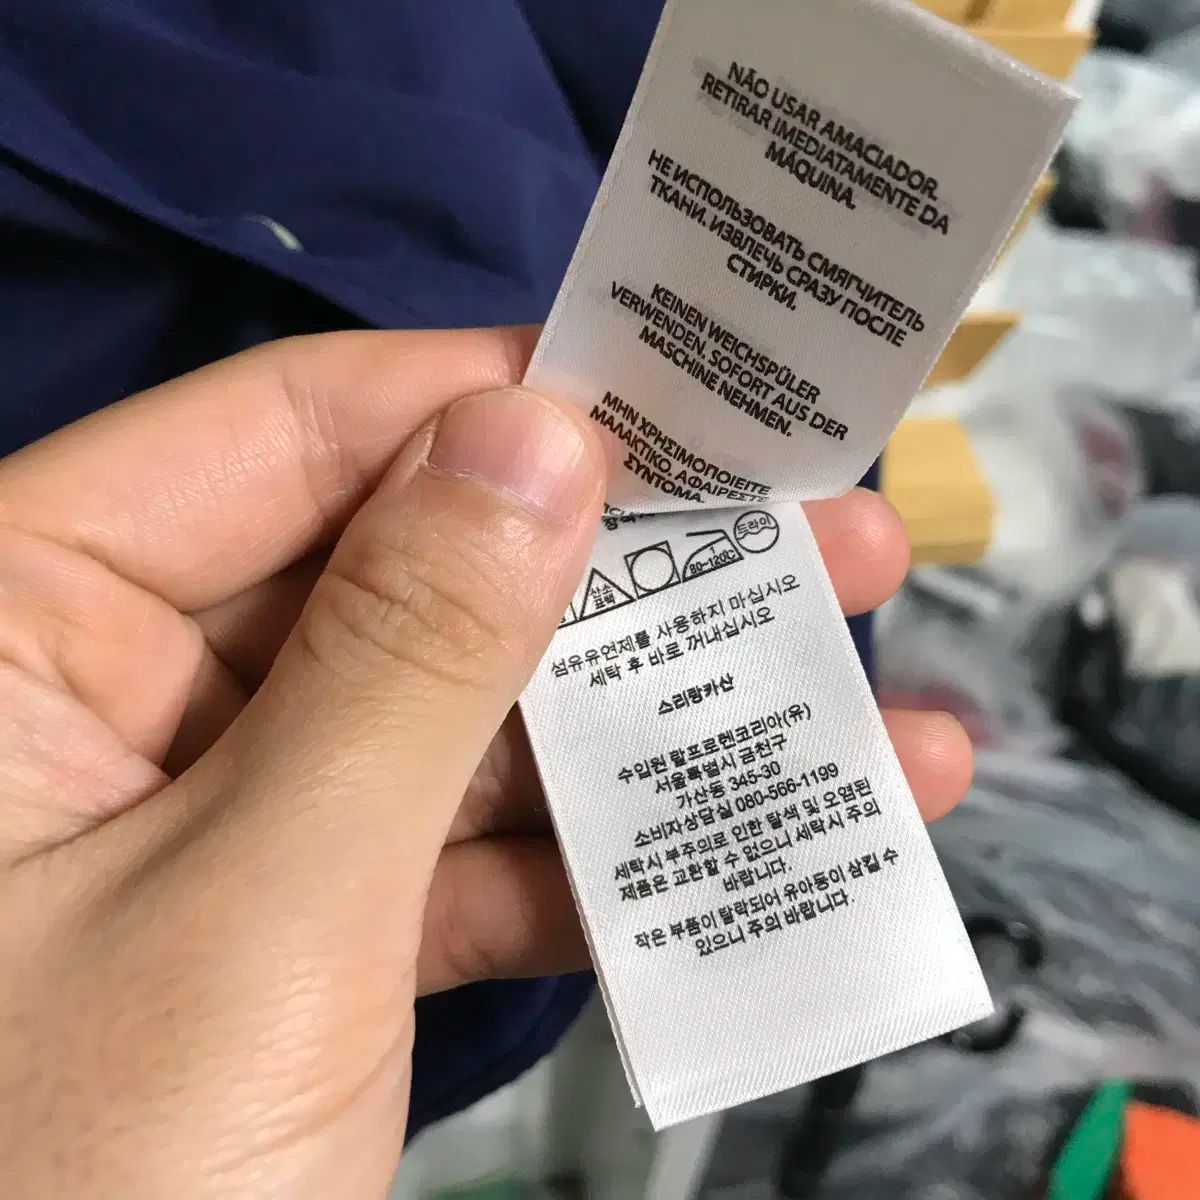 NÃO USAR AMACIADOR.
RETIRAR IMEDIATAMENTE DA
MÁQUINA.
НЕ ИСПОЛЬЗОВАТЬ СМЯГЧИТЕЛЬ
ТКАНИ. ИЗВЛЕЧЬ СРАЗУ ПОСЛЕ
СТИРКИ.
KEINEN WEICHSPÜLER
VERWENDEN. SOFORT AUS DER
MASCHINE NEHMEN.
ΜΗΝ ΧΡΗΣΙΜΟΠΟΙΕΙΤΕ
ΜΑΛΑΚΤΙΚΟ. ΑΦΑΙΡΕΣΤΕ
ΣΥΝΤΟΜΑ.
드라이
1
80~120℃
산소
표백
섬유유연제를 사용하지 마십시오
세탁 후 바로 꺼내십시오
스리랑카산
수입원 랄프로렌코리아(유)
서울특별시 금천구
가산동 345-30
소비자상담실 080-566-1199
세탁시 부주의로 인한 탈색 및 오염된
제품은 교환할 수 없으니 세탁시 주의
바랍니다.
작은 부품이 탈락되어 유아동이 삼킬 수
있으니 주의 바랍니다.